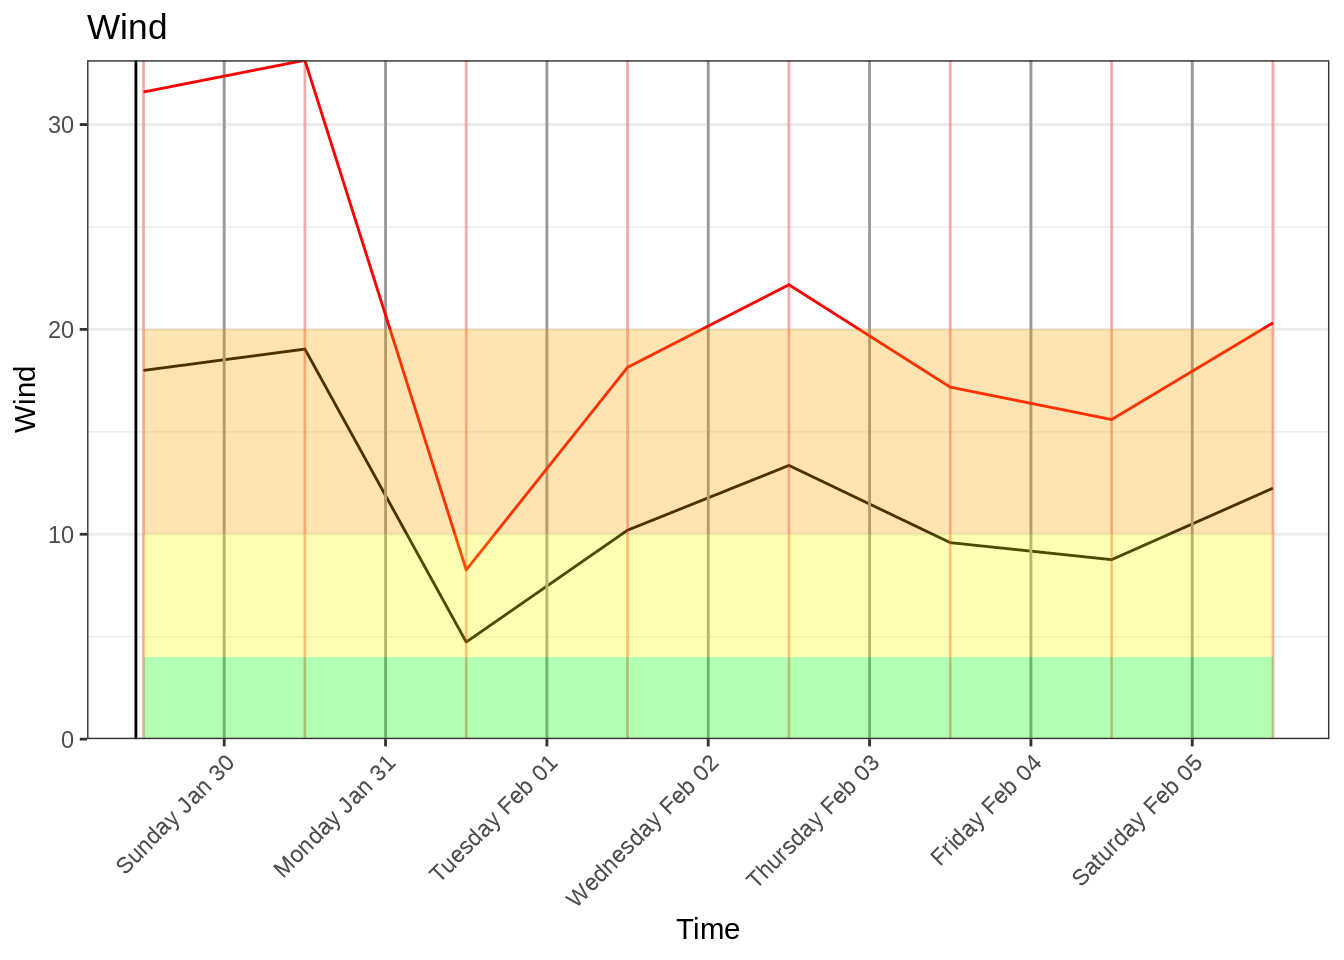 Wind
30
20
10
0
Wind
Sunday Jan 30
Monday Jan 31
Tuesday Feb 01
Wednesday Feb 02
Thursday Feb 03
Friday Feb 04
Saturday Feb 05
Time